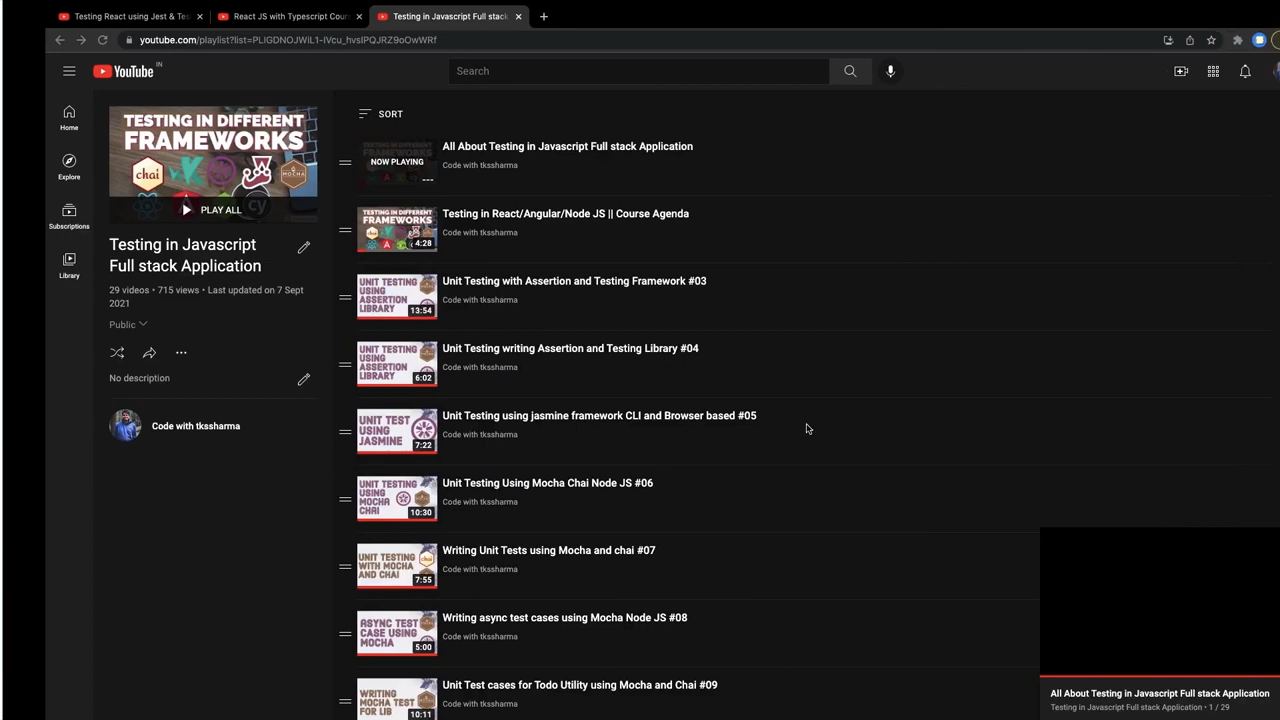 Testing React using Jest & Tes
React JS with Typescript Cours
Testing in Javascript Full stack
youtube.com/playlist?list=PLIGDNOJWiL1-IVcu_hvsIPQJRZ9oOwWRf
YouTube IN
Search
Home
Explore
Subscriptions
Library
TESTING IN DIFFERENT
FRAMEWORKS
chai
MOCHA
cy
PLAY ALL
Testing in Javascript
Full stack Application
29 videos • 715 views • Last updated on 7 Sept
2021
Public
No description
Code with tkssharma
SORT
NOW PLAYING
All About Testing in Javascript Full stack Application
Code with tkssharma
TESTING IN DIFFERENT
FRAMEWORKS
4:28
Testing in React/Angular/Node JS || Course Agenda
Code with tkssharma
UNIT TESTING
USING
ASSERTION
LIBRARY
13:54
Unit Testing with Assertion and Testing Framework #03
Code with tkssharma
UNIT TESTING
USING
ASSERTION
LIBRARY
6:02
Unit Testing writing Assertion and Testing Library #04
Code with tkssharma
UNIT TEST
USING
JASMINE
7:22
Unit Testing using jasmine framework CLI and Browser based #05
Code with tkssharma
UNIT TESTING
USING
MOCHA
CHAI
10:30
Unit Testing Using Mocha Chai Node JS #06
Code with tkssharma
UNIT TESTING
WITH MOCHA
AND CHAI
chai
7:55
Writing Unit Tests using Mocha and chai #07
Code with tkssharma
ASYNC TEST
CASE USING
MOCHA
5:00
Writing async test cases using Mocha Node JS #08
Code with tkssharma
WRITING
MOCHA TEST
FOR LIB
10:11
Unit Test cases for Todo Utility using Mocha and Chai #09
All About Testing in Javascript Full stack Application
Testing in Javascript Full stack Application • 1 / 29